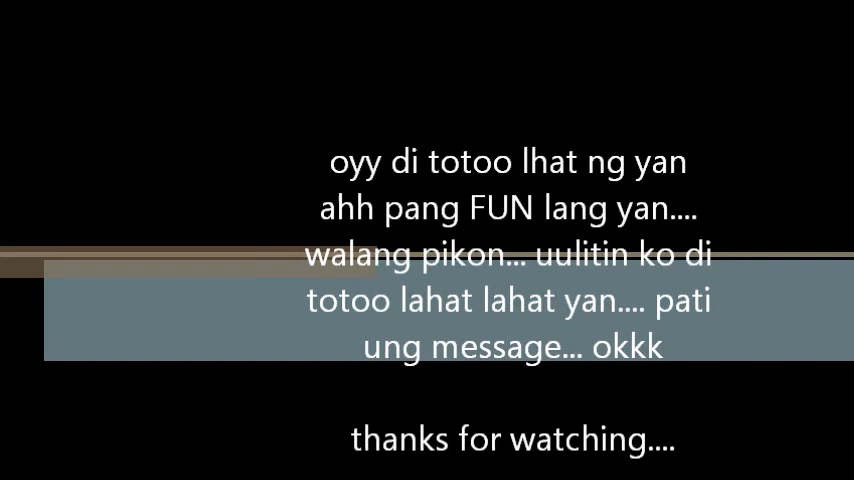 oyy di totoo lhat ng yan
ahh pang FUN lang yan....
walang pikon... uulitin ko di
totoo lahat lahat yan.... pati
ung message... okkk
thanks for watching....